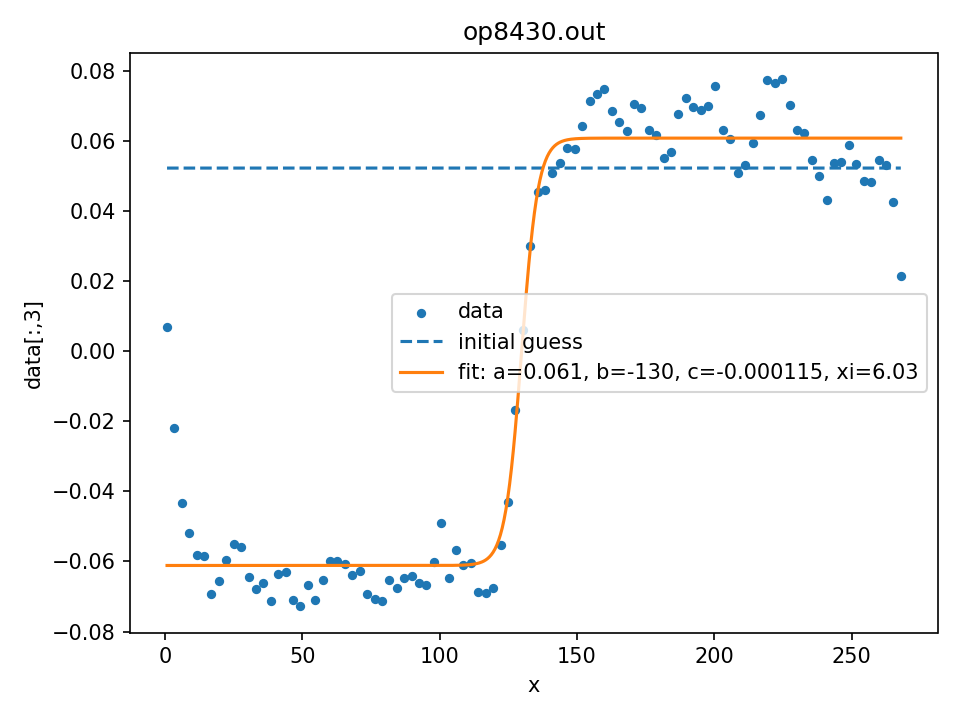 op8430.out
0.08
0.06
0.04
0.02
0.00
−0.02
−0.04
−0.06
−0.08
data[:,3]
data
initial guess
fit: a=0.061, b=-130, c=-0.000115, xi=6.03
0 50 100 150 200 250
x